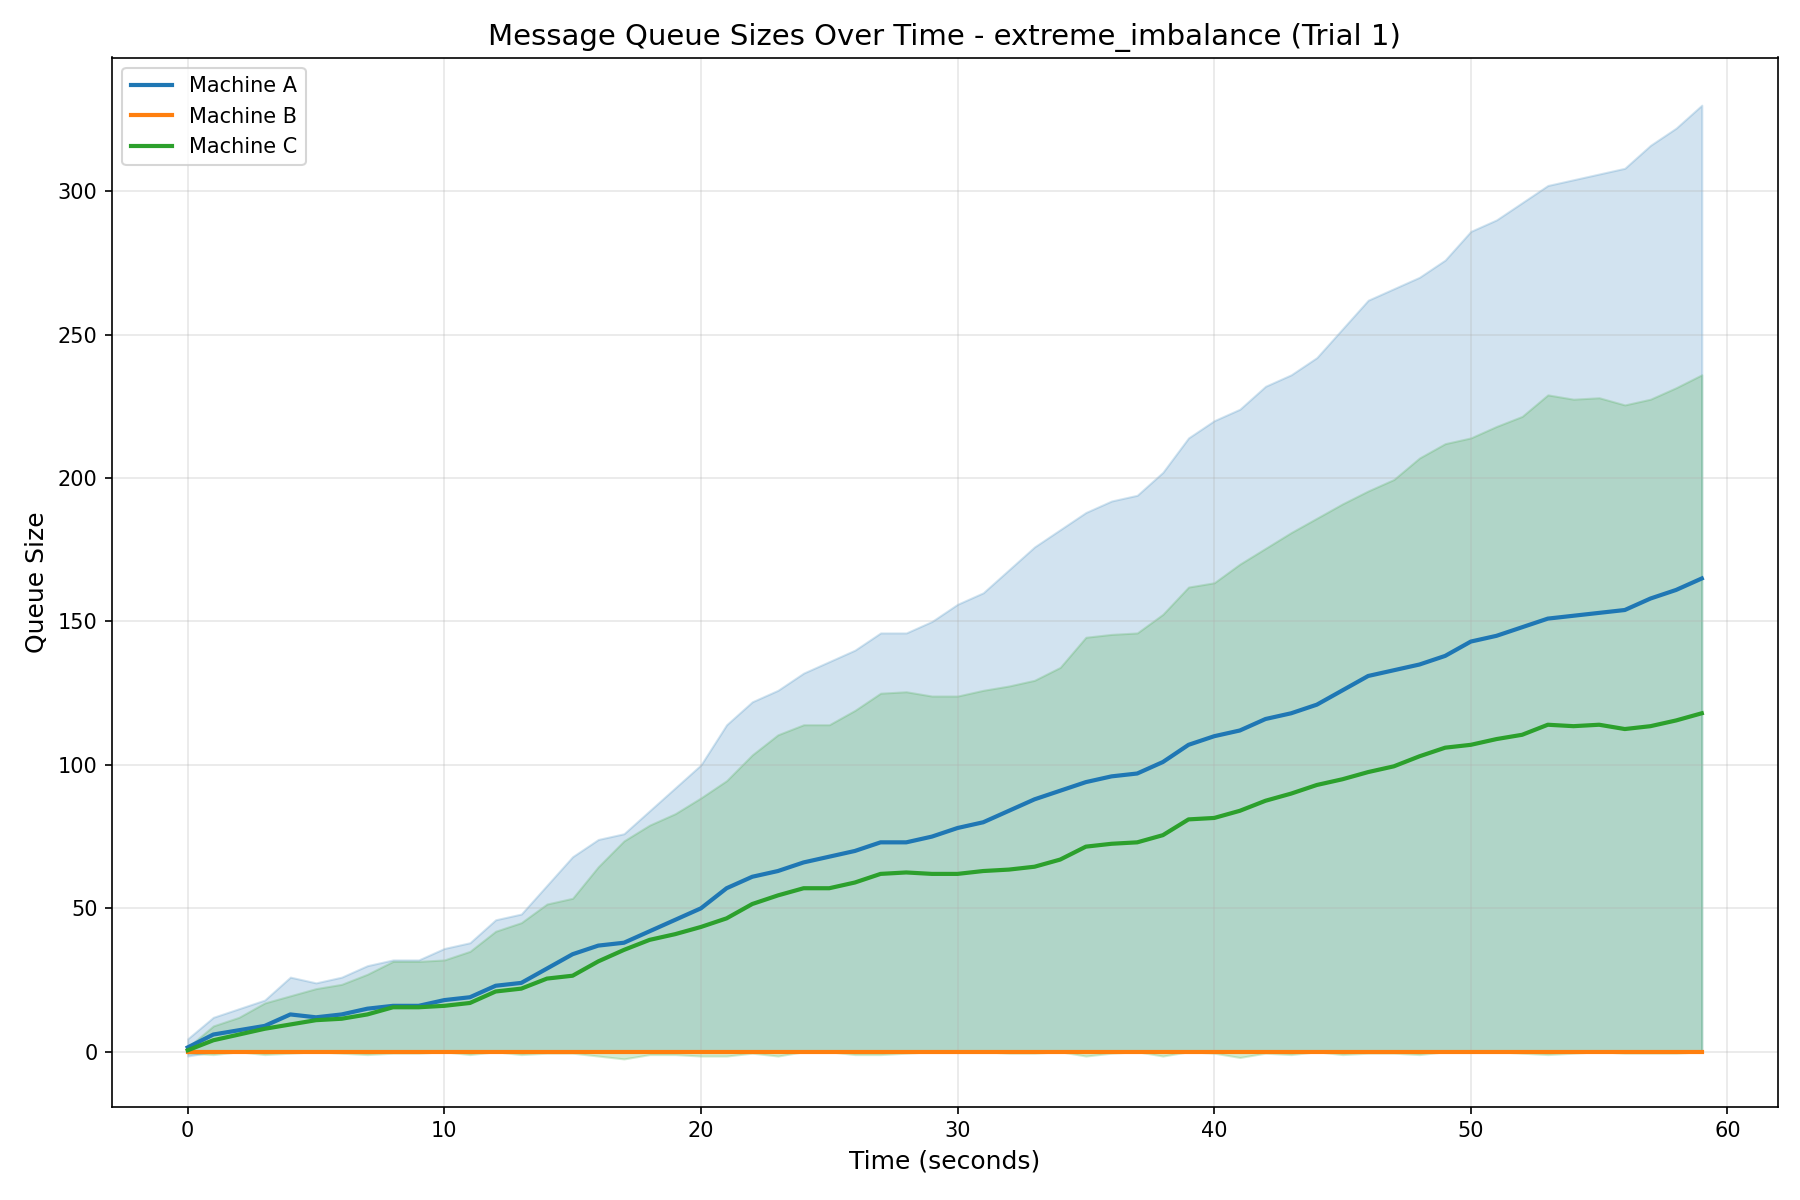 Message Queue Sizes Over Time - extreme_imbalance (Trial 1)
Machine A
Machine B
Machine C
Queue Size
300
250
200
150
100
50
0
0 10 20 30 40 50 60
Time (seconds)